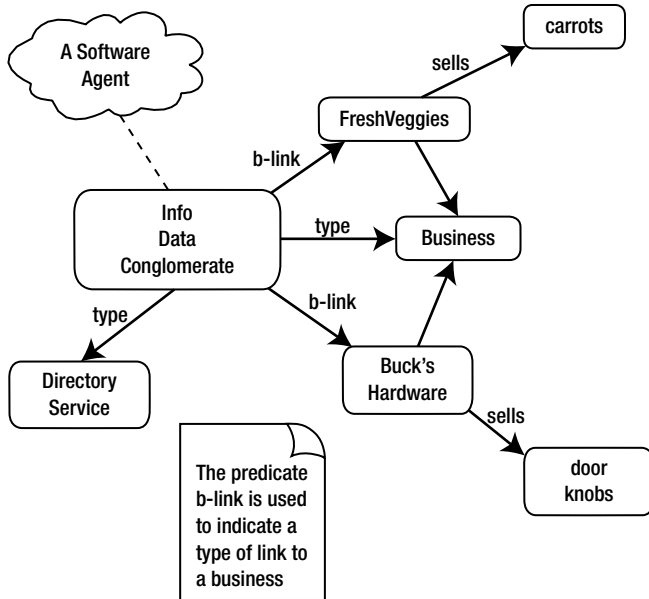 A Software
Agent
carrots
sells
FreshVeggies
b-link
Info
Data
Conglomerate
type
Business
type
b-link
Directory
Service
Buck's
Hardware
sells
door
knobs
The predicate
b-link is used
to indicate a
type of link to
a business